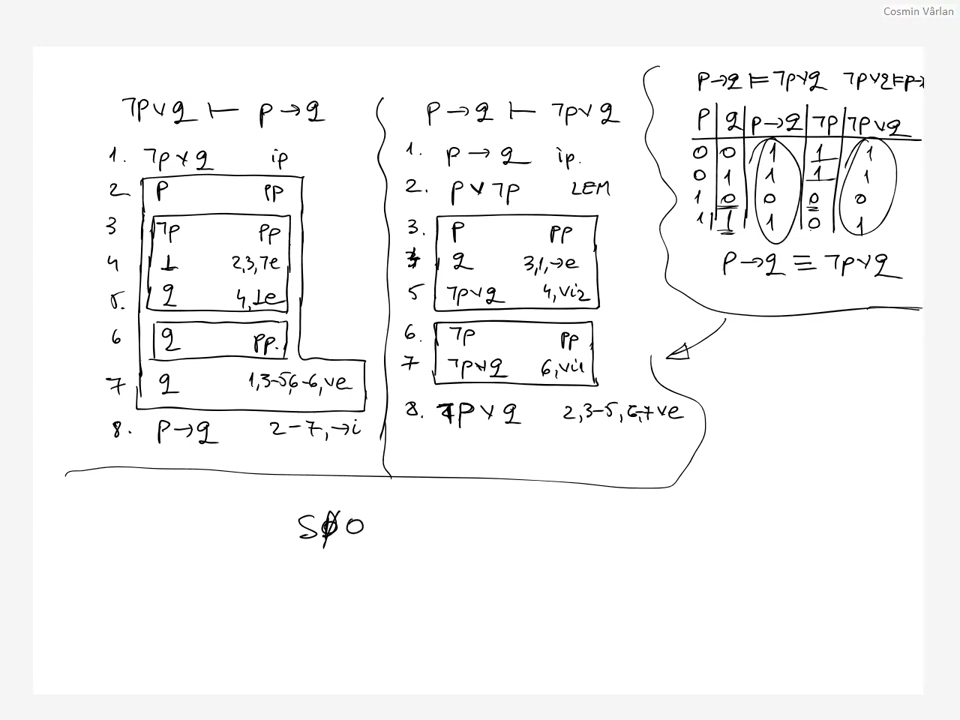 Cosmin Vârlan
¬p∨q ⊢ p→q
1. ¬p∨q ip
2 p pp
3 ¬p pp
4 ⊥ 2,3,¬e
5. q 4,⊥e
6 q pp.
7 q 1,3-5,6-6,∨e
8. p→q 2-7,→i
p→q ⊢ ¬p∨q
1. p→q ip.
2. p∨¬p LEM
3. p pp
4 q 3,1,→e
5 ¬p∨q 4,∨i2
6. ¬p pp
7 ¬p∨q 6,∨i1
8. ¬p∨q 2,3-5,6,7∨e
p→q ⊨ ¬p∨q ¬p∨q ⊨ p→
p q p→q ¬p ¬p∨q
0 0 1 1 1
0 1 1 1 1
1 0 0 0 0
1 1 1 0 1
p→q ≡ ¬p∨q